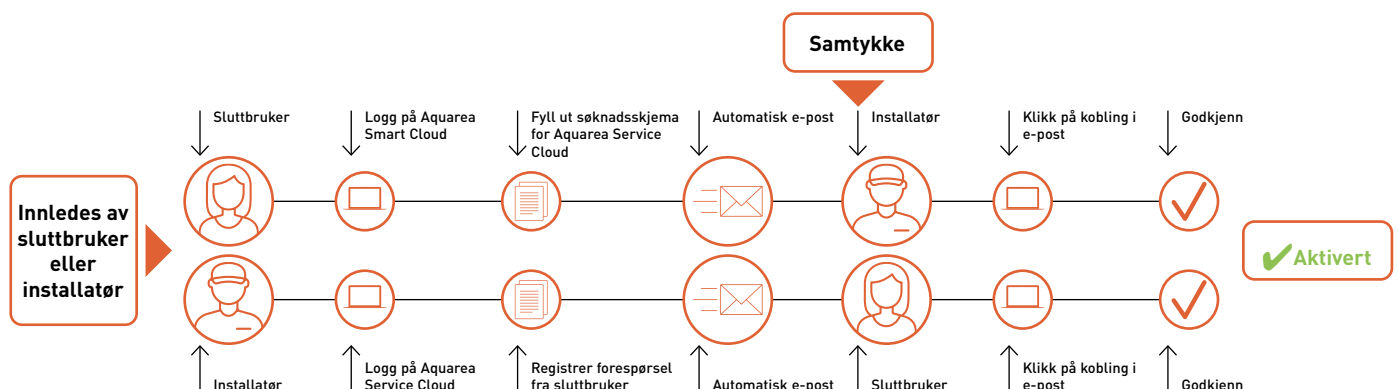 Samtykke
Sluttbruker
Logg på Aquarea
Smart Cloud
Fyll ut søknadsskjema
for Aquarea Service
Cloud
Automatisk e-post
Installatør
Klikk på kobling i
e-post
Godkjenn
Innledes av
sluttbruker
eller
installatør
Aktivert
Installatør
Logg på Aquarea
Service Cloud
Registrer forespørsel
fra sluttbruker
Automatisk e-post
Sluttbruker
Klikk på kobling i
e-post
Godkjenn